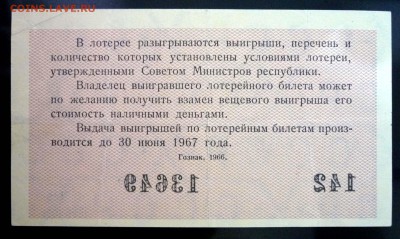 COINS.LAVE.RU
В лотерее разыгрываются выигрыши, перечень и
количество которых установлены условиями лотереи,
утвержденными Советом Министров республики.
Владелец выигравшего лотерейного билета может
по желанию получить взамен вещевого выигрыша его
стоимость наличными деньгами.
Выдача выигрышей по лотерейным билетам произ-
водится до 30 июня 1967 года.
Гознак. 1966.
13649 142